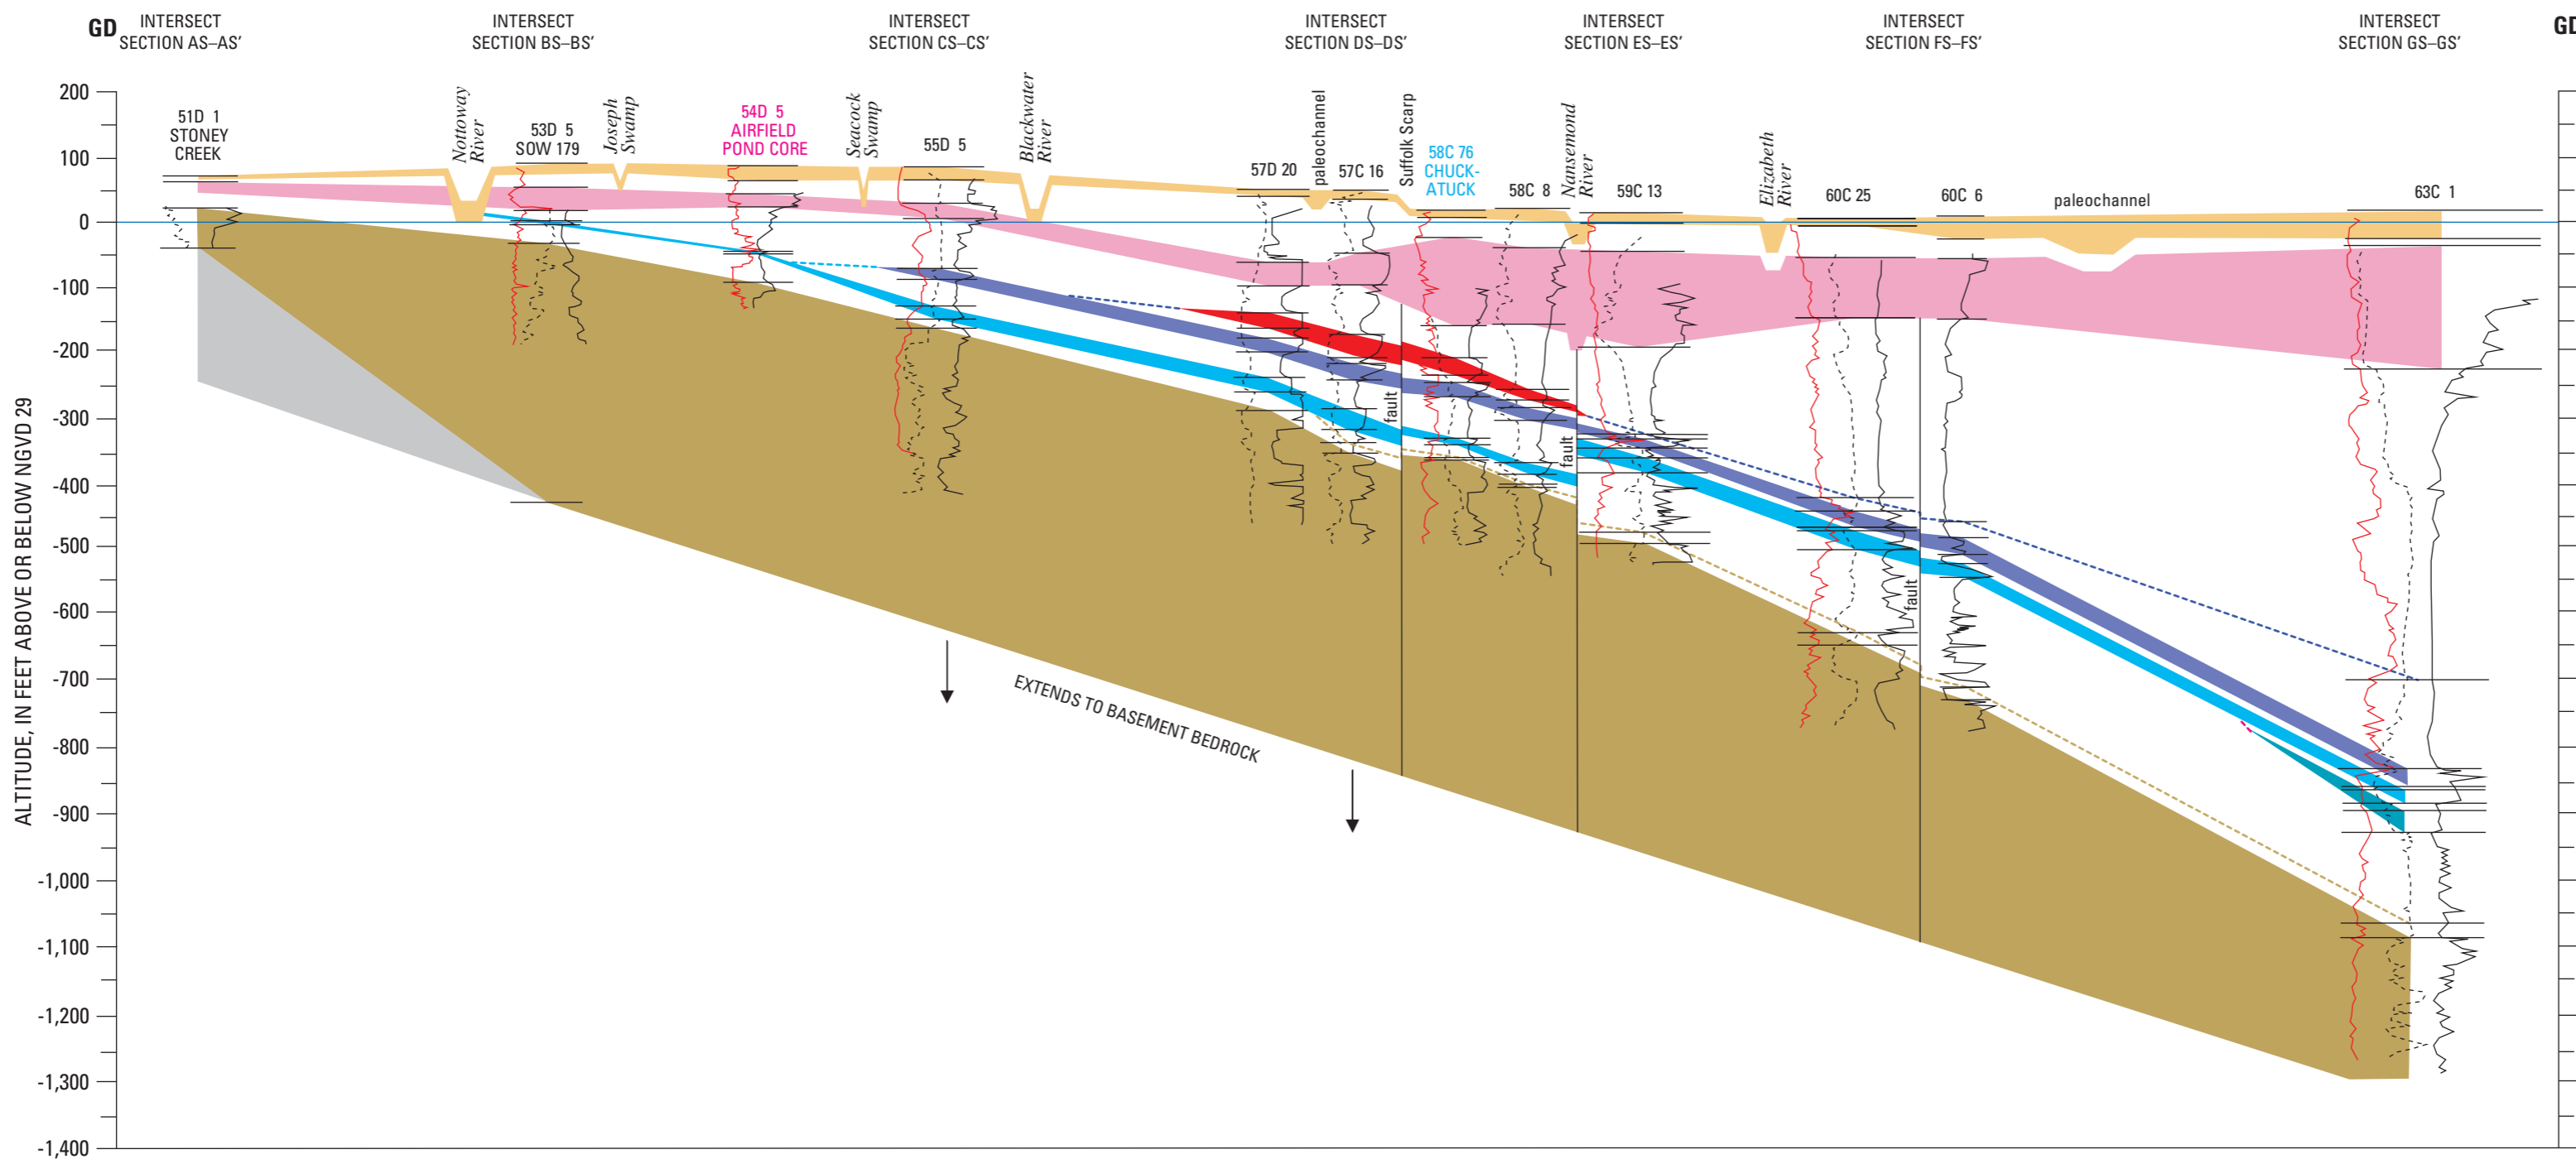 GD
INTERSECT
SECTION AS–AS'
INTERSECT
SECTION BS–BS'
INTERSECT
SECTION CS–CS'
INTERSECT
SECTION DS–DS'
INTERSECT
SECTION ES–ES'
INTERSECT
SECTION FS–FS'
INTERSECT
SECTION GS–GS'
51D 1
STONEY
CREEK
Nottoway
River
53D 5
SOW 179
Joseph
Swamp
54D 5
AIRFIELD
POND CORE
Seacock
Swamp
55D 5
Blackwater
River
57D 20
paleochannel
57C 16
Suffolk Scarp
58C 76
CHUCK-
ATUCK
58C 8
Nansemond
River
59C 13
Elizabeth
River
60C 25
60C 6
paleochannel
63C 1
ALTITUDE, IN FEET ABOVE OR BELOW NGVD 29
200
100
0
-100
-200
-300
-400
-500
-600
-700
-800
-900
-1,000
-1,100
-1,200
-1,300
-1,400
fault
fault
fault
EXTENDS TO BASEMENT BEDROCK